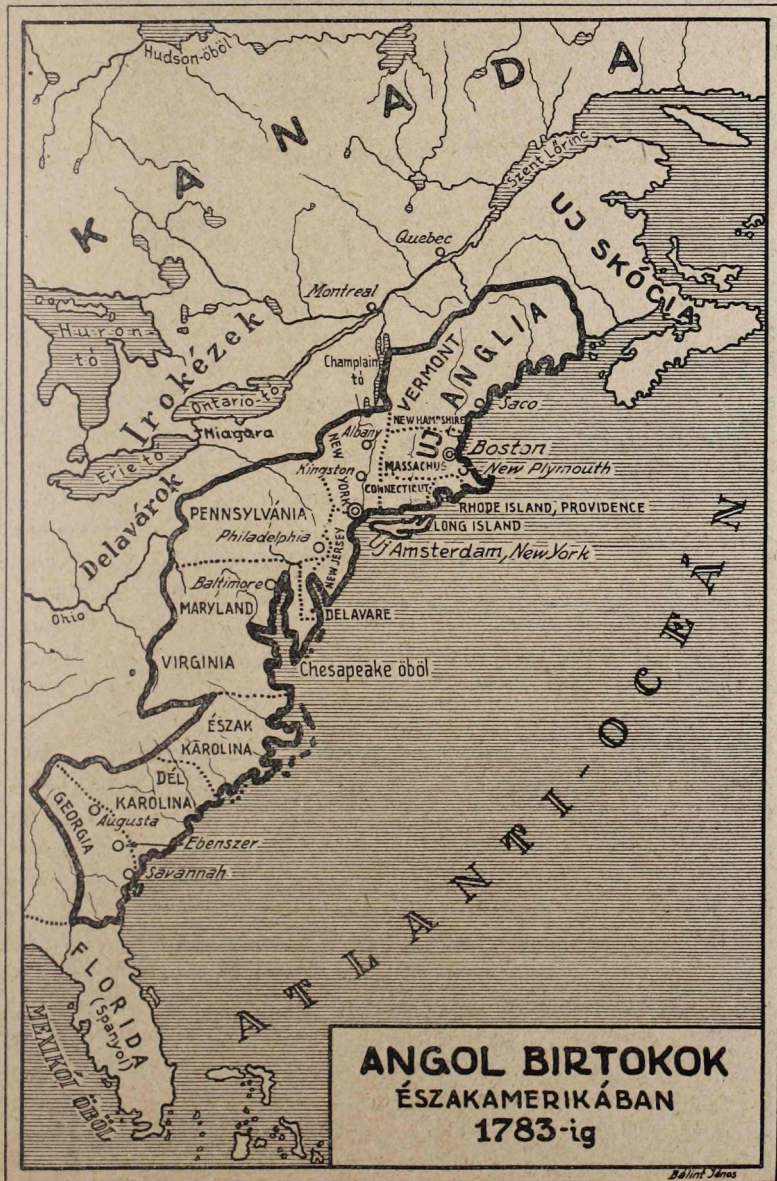 Hudson-öböl
KANADA
Szent Lőrinc
UJ SKÓCIA
Quebec
Montreal
Huron-tó
Irokézek
Champlain tó
VERMONT
UJ ANGLIA
Ontario-tó
Niagara
Erie tó
NEW HAMPSHIRE
Saco
Albany
NEW YORK
MASSACHUS
Boston
Kingston
New Plymouth
CONNECTICUT
Delavárok
PENNSYLVÁNIA
RHODE ISLAND, PROVIDENCE
LONG ISLAND
Philadelphia
NEW JERSEY
Uj Amsterdam, New York
Baltimore
MARYLAND
DELAVARE
Ohio
VIRGINIA
Chesapeake öböl
ÉSZAK
KAROLINA
DÉL
KAROLINA
GEORGIA
Augusta
Ebenszer
Savannah
ATLANTI-OCEÁN
FLORIDA
(Spanyol)
MEXIKÓI ÖBÖL
ANGOL BIRTOKOK
ÉSZAKAMERIKÁBAN
1783-ig
Bálint János